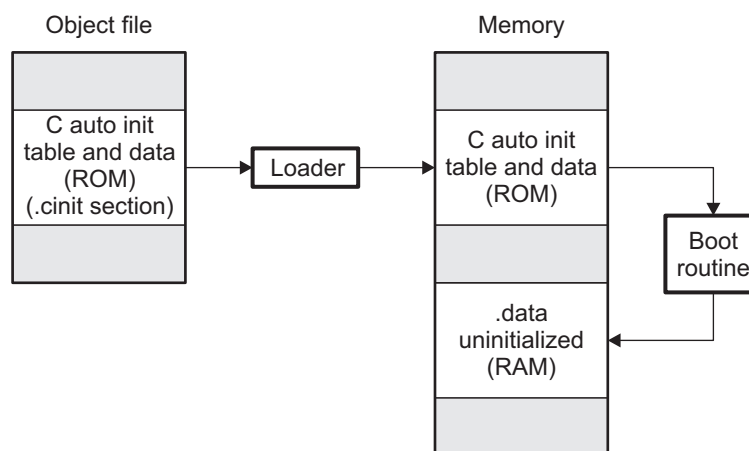 Object file
Memory
C auto init
table and data
(ROM)
(.cinit section)
Loader
C auto init
table and data
(ROM)
Boot
routine
.data
uninitialized
(RAM)